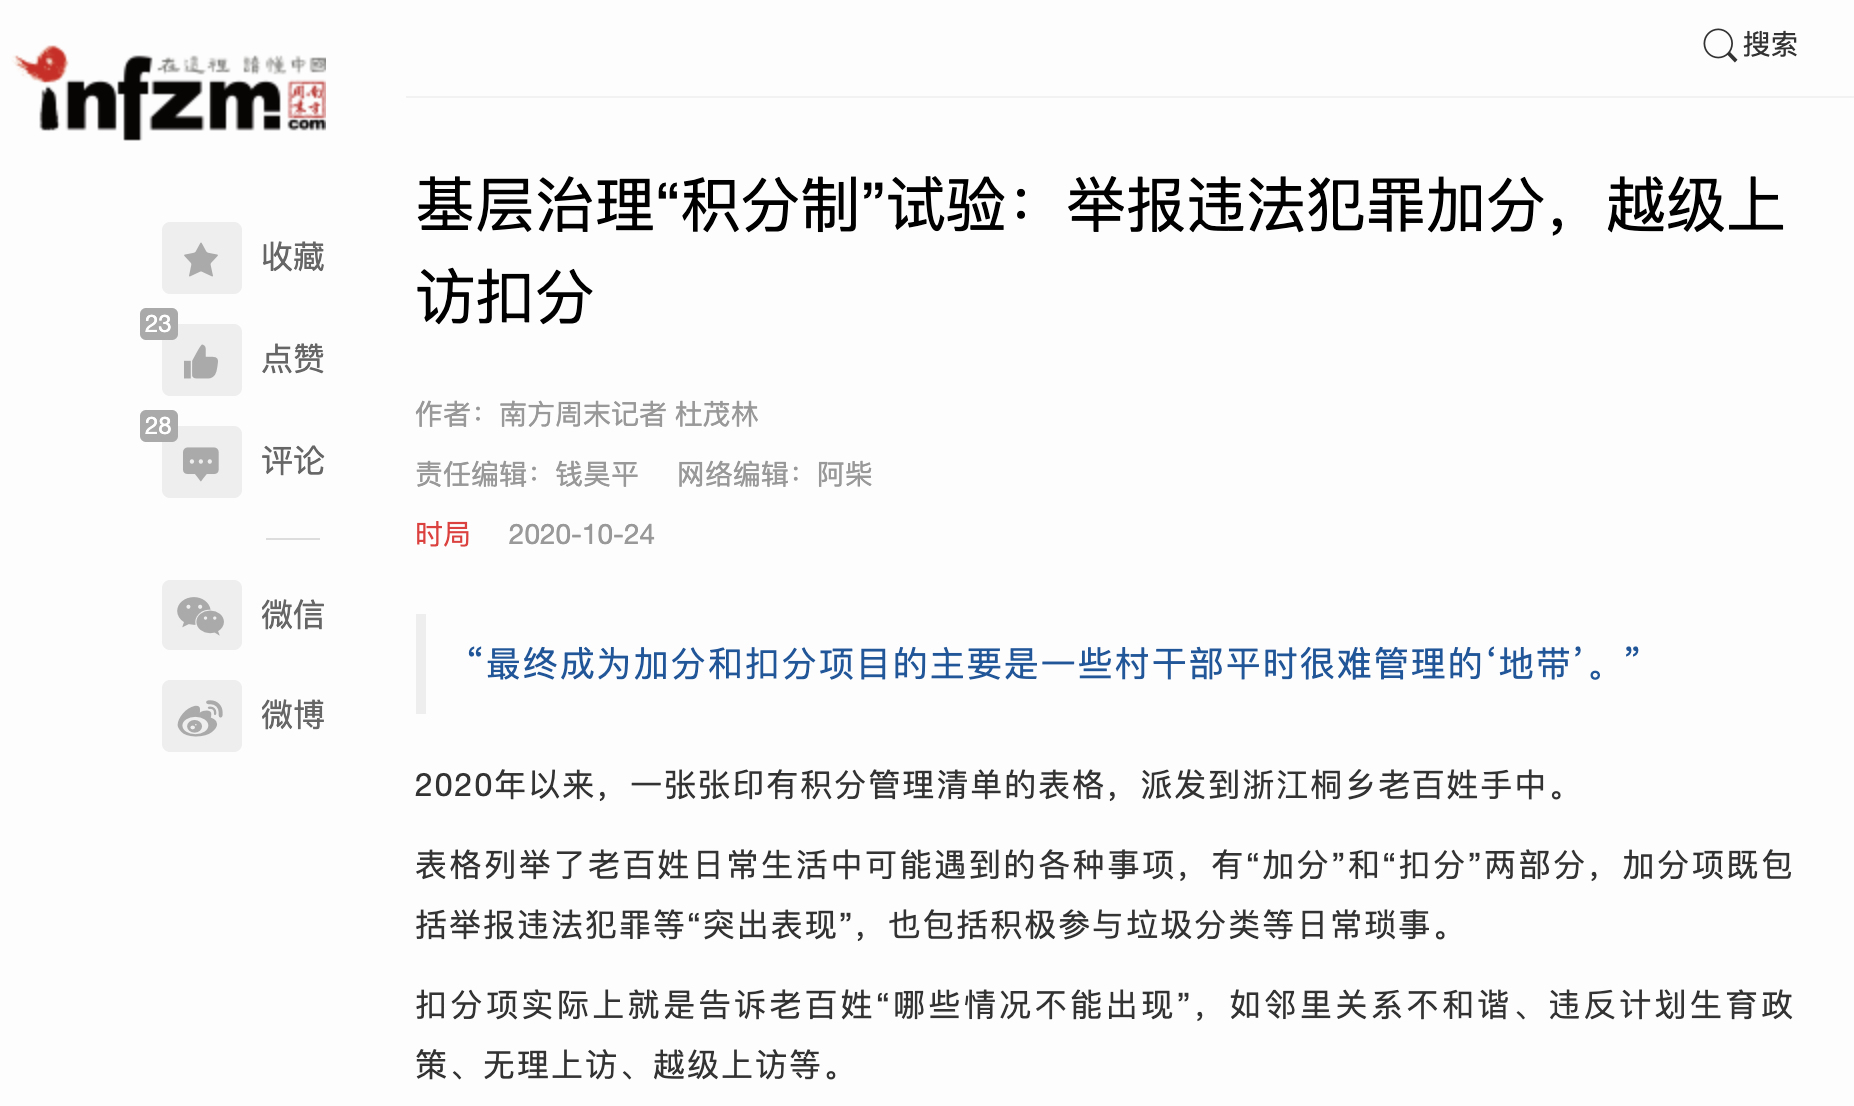 在這裡 讀懂中國
infzm.com
南方周末
搜索
基层治理“积分制”试验：举报违法犯罪加分，越级上
访扣分
收藏
23
点赞
28
评论
微信
微博
作者：南方周末记者 杜茂林
责任编辑：钱昊平 网络编辑：阿柴
时局 2020-10-24
“最终成为加分和扣分项目的主要是一些村干部平时很难管理的‘地带’。”
2020年以来，一张张印有积分管理清单的表格，派发到浙江桐乡老百姓手中。
表格列举了老百姓日常生活中可能遇到的各种事项，有“加分”和“扣分”两部分，加分项既包
括举报违法犯罪等“突出表现”，也包括积极参与垃圾分类等日常琐事。
扣分项实际上就是告诉老百姓“哪些情况不能出现”，如邻里关系不和谐、违反计划生育政
策、无理上访、越级上访等。